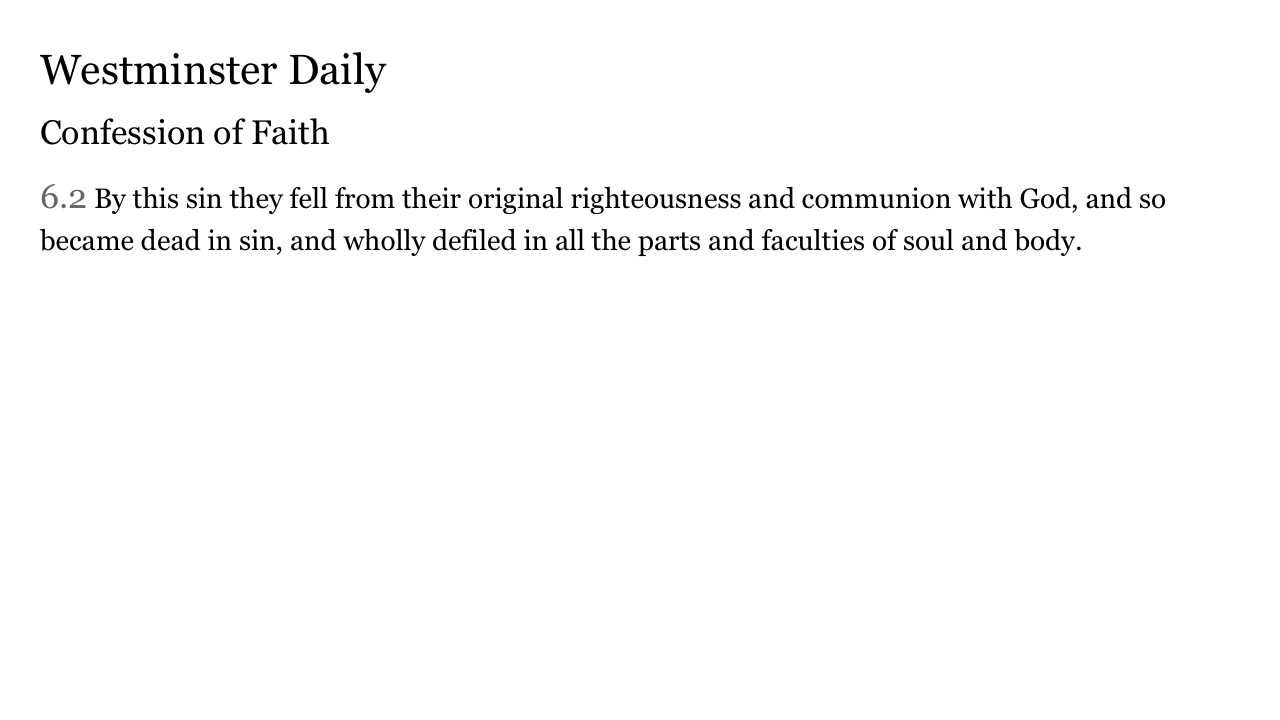 Westminster Daily
Confession of Faith
6.2 By this sin they fell from their original righteousness and communion with God, and so
became dead in sin, and wholly defiled in all the parts and faculties of soul and body.